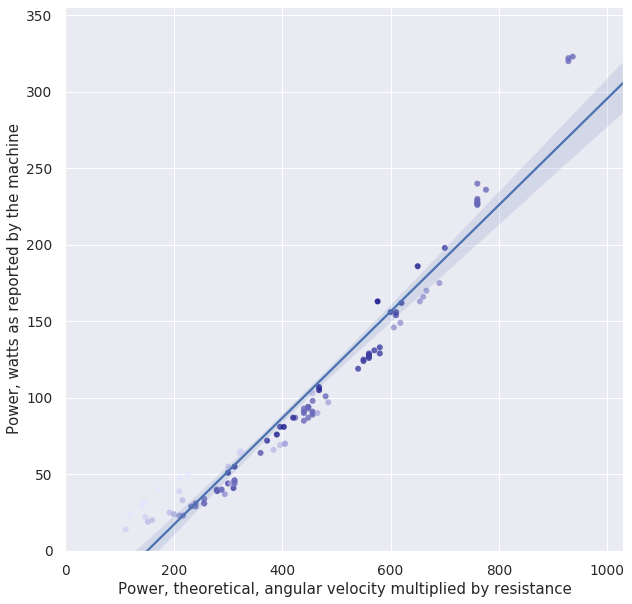 350
300
250
200
150
100
50
0
0 200 400 600 800 1000
Power, watts as reported by the machine
Power, theoretical, angular velocity multiplied by resistance